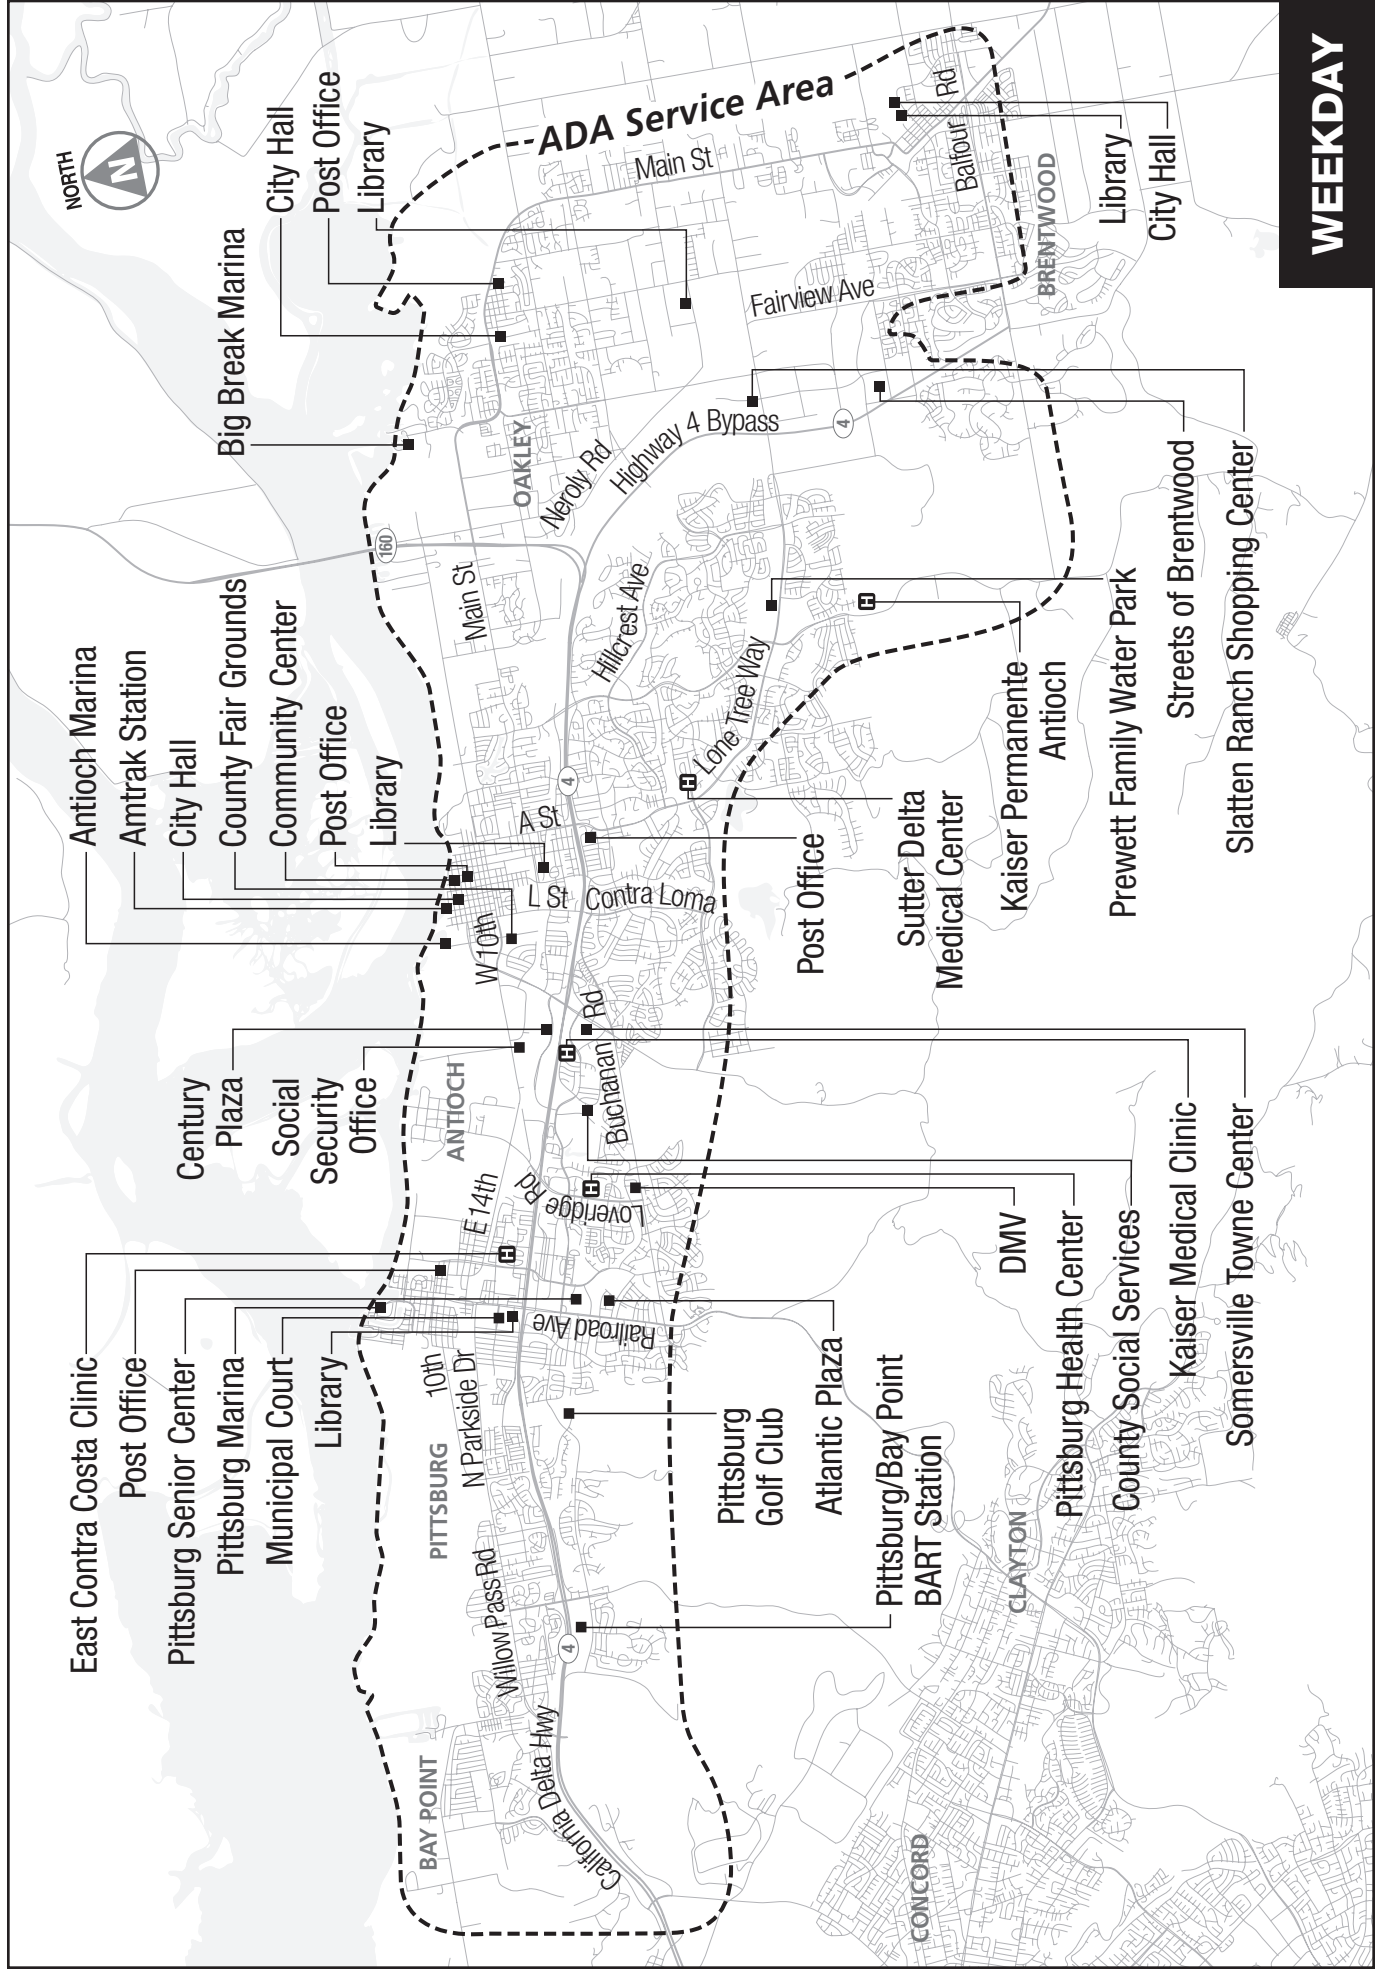 WEEKDAY
NORTH
N
ADA Service Area
East Contra Costa Clinic
Post Office
Pittsburg Senior Center
Pittsburg Marina
Municipal Court
Library
Century
Plaza
Social
Security
Office
Antioch Marina
Amtrak Station
City Hall
County Fair Grounds
Community Center
Post Office
Library
Big Break Marina
City Hall
Post Office
Library
BAY POINT
PITTSBURG
ANTIOCH
OAKLEY
BRENTWOOD
CONCORD
CLAYTON
California Delta Hwy
4
Willow Pass Rd
N Parkside Dr
10th
Railroad Ave
E 14th
Loveridge Rd
Buchanan Rd
W 10th
L St
Contra Loma
A St
4
Lone Tree Way
Hillcrest Ave
Main St
160
Neroly Rd
Highway 4 Bypass
4
Fairview Ave
Main St
Balfour Rd
H
H
H
H
H
Pittsburg/Bay Point
BART Station
Pittsburg
Golf Club
Atlantic Plaza
DMV
Pittsburg Health Center
County Social Services
Kaiser Medical Clinic
Somersville Towne Center
Post Office
Sutter Delta
Medical Center
Kaiser Permanente
Antioch
Prewett Family Water Park
Streets of Brentwood
Slatten Ranch Shopping Center
Library
City Hall